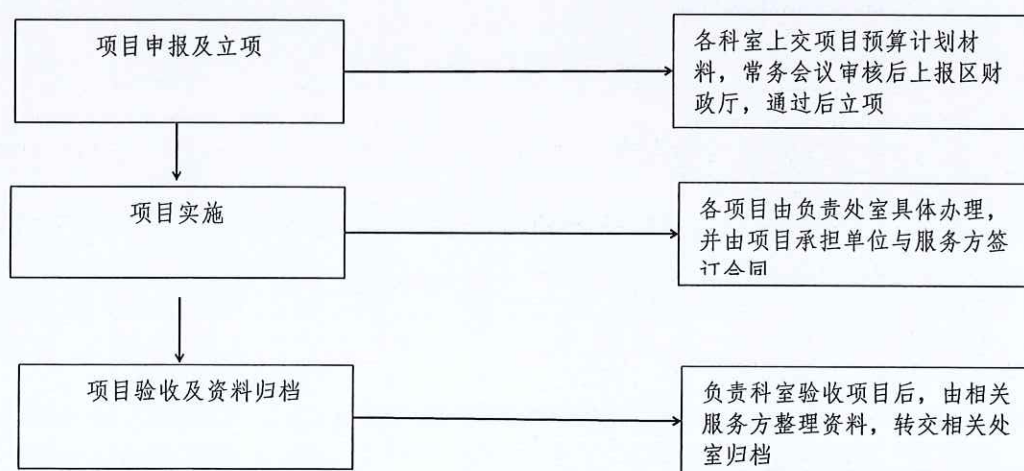 项目申报及立项
各科室上交项目预算计划材
料，常务会议审核后上报区财
政厅，通过后立项
项目实施
各项目由负责处室具体办理，
并由项目承担单位与服务方签
订合同
项目验收及资料归档
负责科室验收项目后，由相关
服务方整理资料，转交相关处
室归档